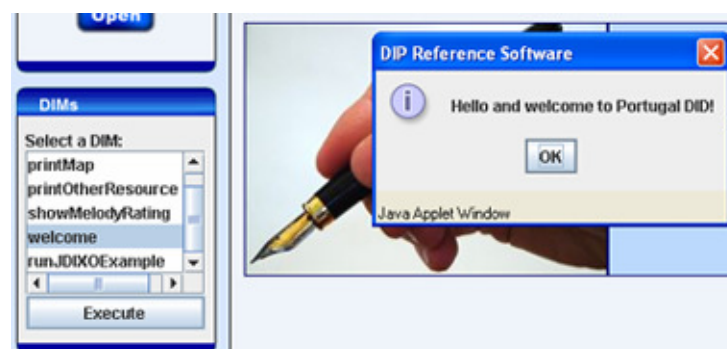 Open
DIMs
Select a DIM:
printMap
printOtherResource
showMelodyRating
welcome
runJDIXOExample
Execute
DIP Reference Software
Hello and welcome to Portugal DID!
OK
Java Applet Window